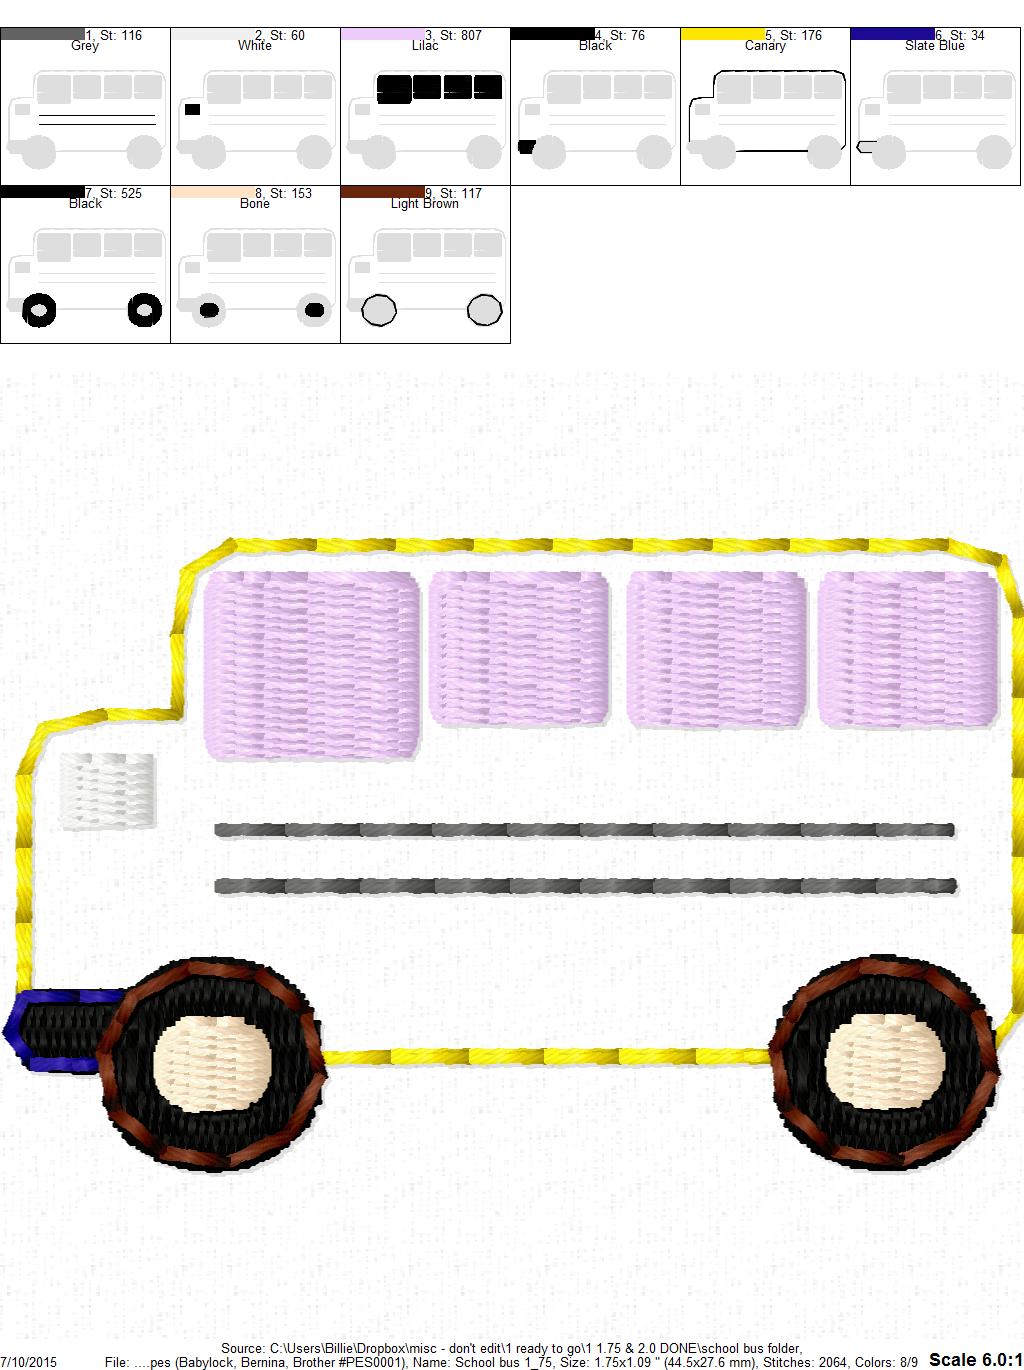 1, St: 116 2, St: 60 3, St: 807 4, St: 76 5, St: 176 6, St: 34
Grey White Lilac Black Canary Slate Blue
7, St: 525 8, St: 153 9, St: 117
Black Bone Light Brown
Source: C:\Users\Billie\Dropbox\misc - don't edit\1 ready to go\1 1.75 & 2.0 DONE\school bus folder,
7/10/2015 File: ....pes (Babylock, Bernina, Brother #PES0001), Name: School bus 1_75, Size: 1.75x1.09 " (44.5x27.6 mm), Stitches: 2064, Colors: 8/9 Scale 6.0:1